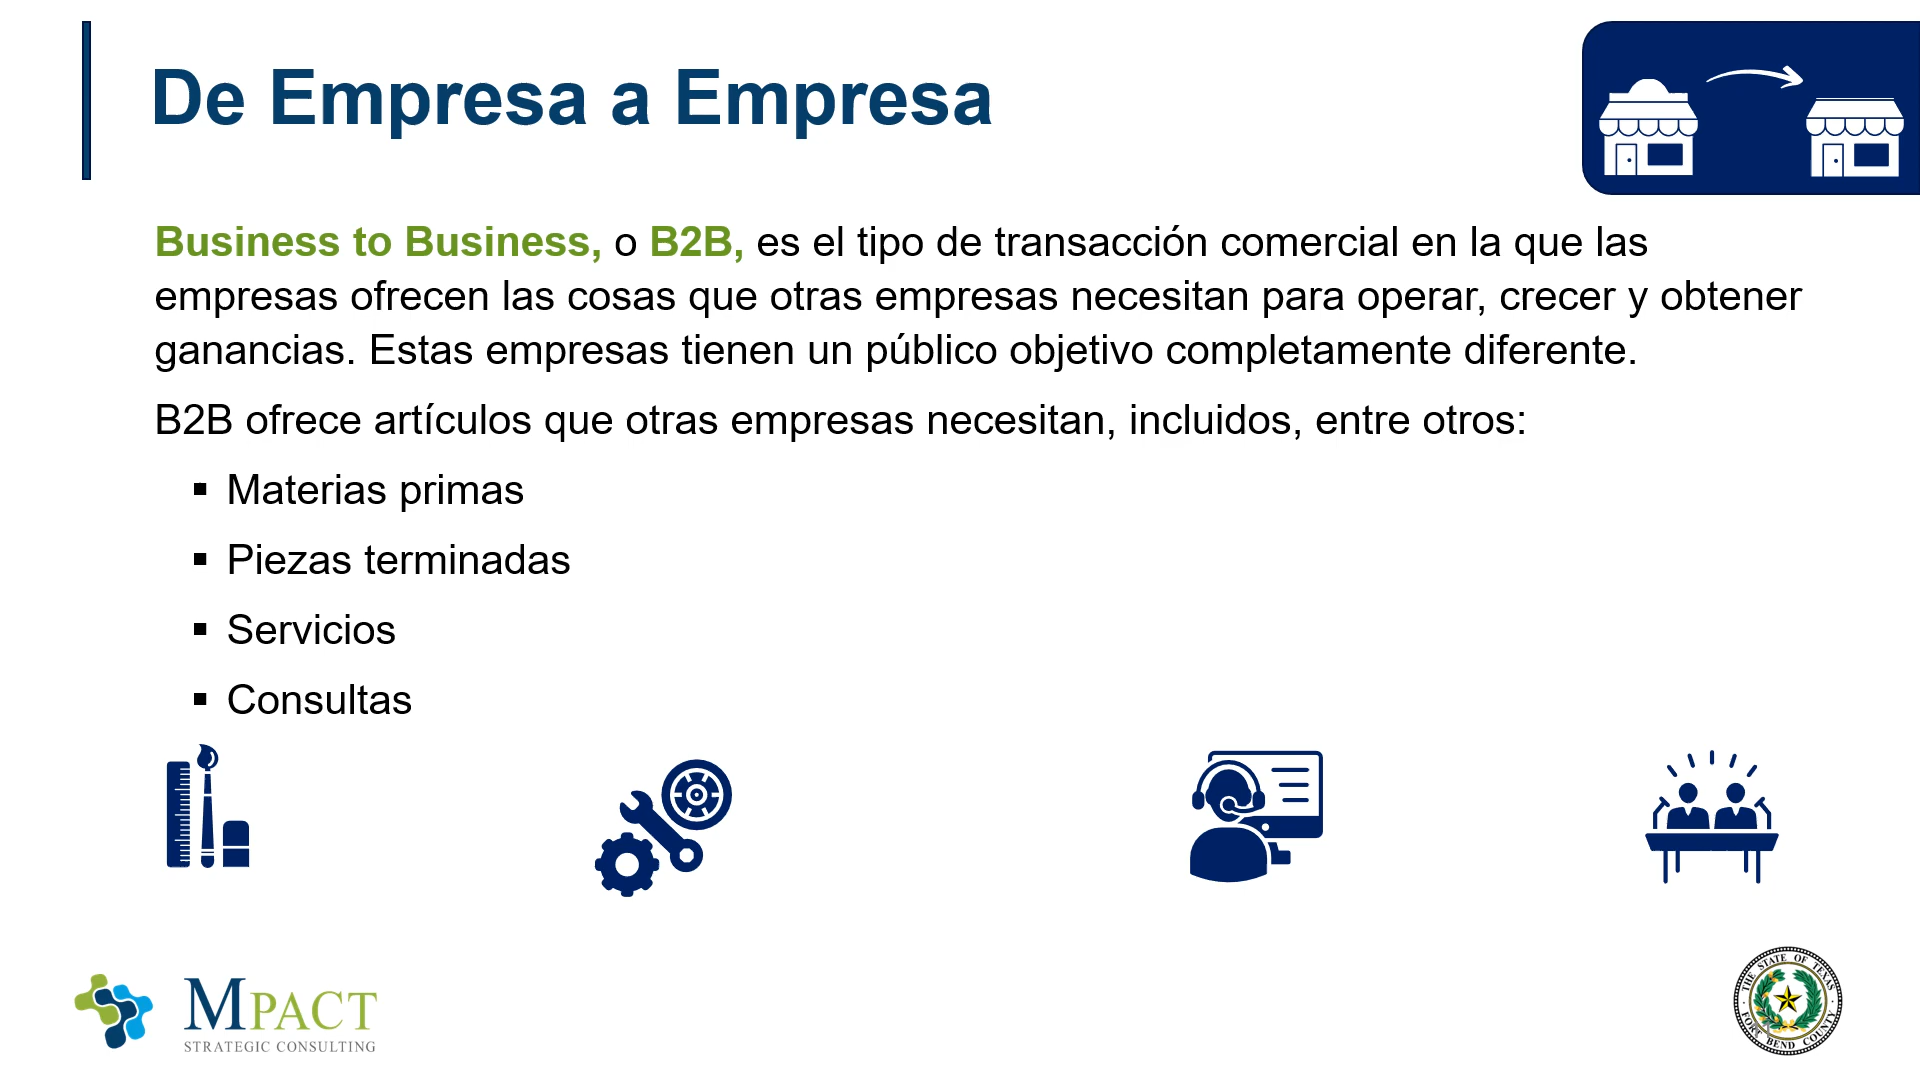 De Empresa a Empresa
Business to Business, o B2B, es el tipo de transacción comercial en la que las
empresas ofrecen las cosas que otras empresas necesitan para operar, crecer y obtener
ganancias. Estas empresas tienen un público objetivo completamente diferente.
B2B ofrece artículos que otras empresas necesitan, incluidos, entre otros:
▪ Materias primas
▪ Piezas terminadas
▪ Servicios
▪ Consultas
MPACT
STRATEGIC CONSULTING
THE STATE OF TEXAS
FORT BEND COUNTY